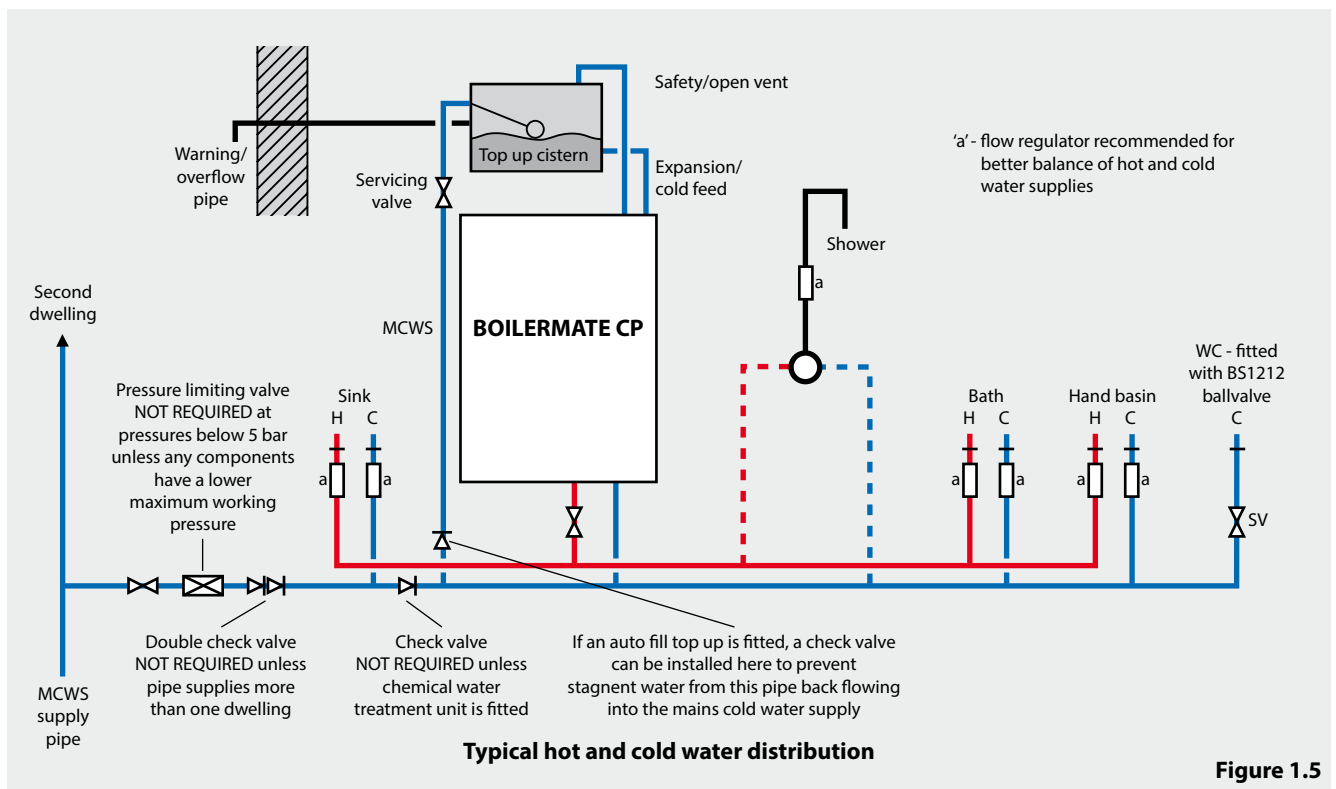 Safety/open vent
Warning/
overflow
pipe
Servicing
valve
Top up cistern
Expansion/
cold feed
'a' - flow regulator recommended for
better balance of hot and cold
water supplies
Shower
a
Second
dwelling
MCWS
BOILERMATE CP
WC - fitted
with BS1212
ballvalve
C
Pressure limiting valve
NOT REQUIRED at
pressures below 5 bar
unless any components
have a lower
maximum working
pressure
Sink
H C
a a
Bath
H C
a a
Hand basin
H C
a a
SV
Double check valve
NOT REQUIRED unless
pipe supplies more
than one dwelling
Check valve
NOT REQUIRED unless
chemical water
treatment unit is fitted
If an auto fill top up is fitted, a check valve
can be installed here to prevent
stagnent water from this pipe back flowing
into the mains cold water supply
MCWS
supply
pipe
Typical hot and cold water distribution
Figure 1.5